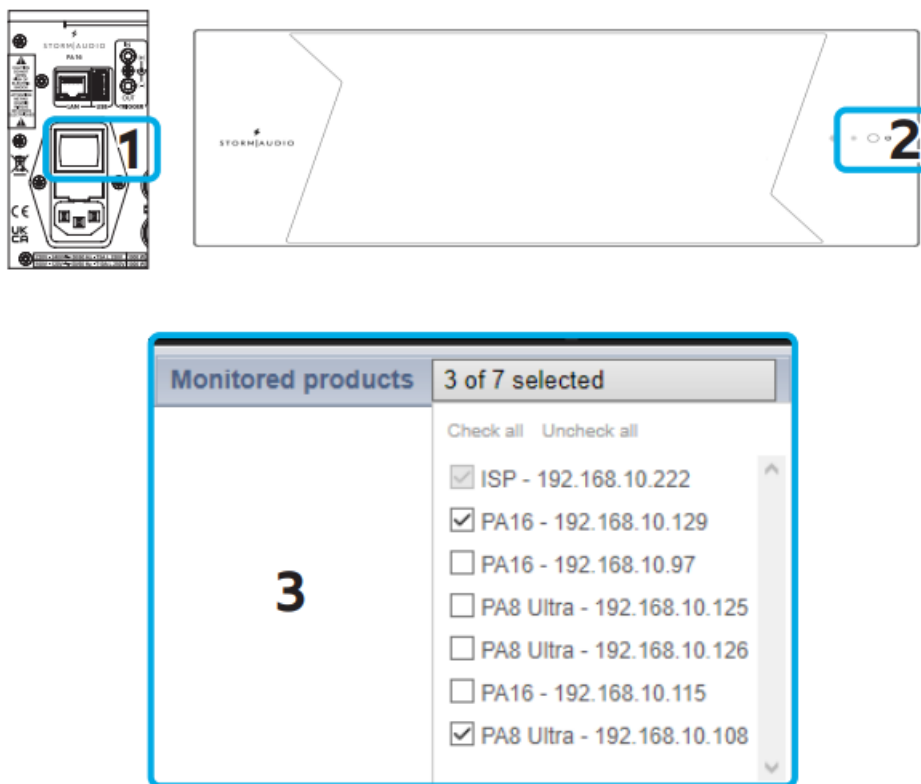 STORM|AUDIO
PA16
IN
LAN
USB
OUT
TRIGGER
1
CE
UK
CA
STORM|AUDIO
2
Monitored products
3 of 7 selected
Check all Uncheck all
ISP - 192.168.10.222
PA16 - 192.168.10.129
PA16 - 192.168.10.97
PA8 Ultra - 192.168.10.125
PA8 Ultra - 192.168.10.126
PA16 - 192.168.10.115
PA8 Ultra - 192.168.10.108
3